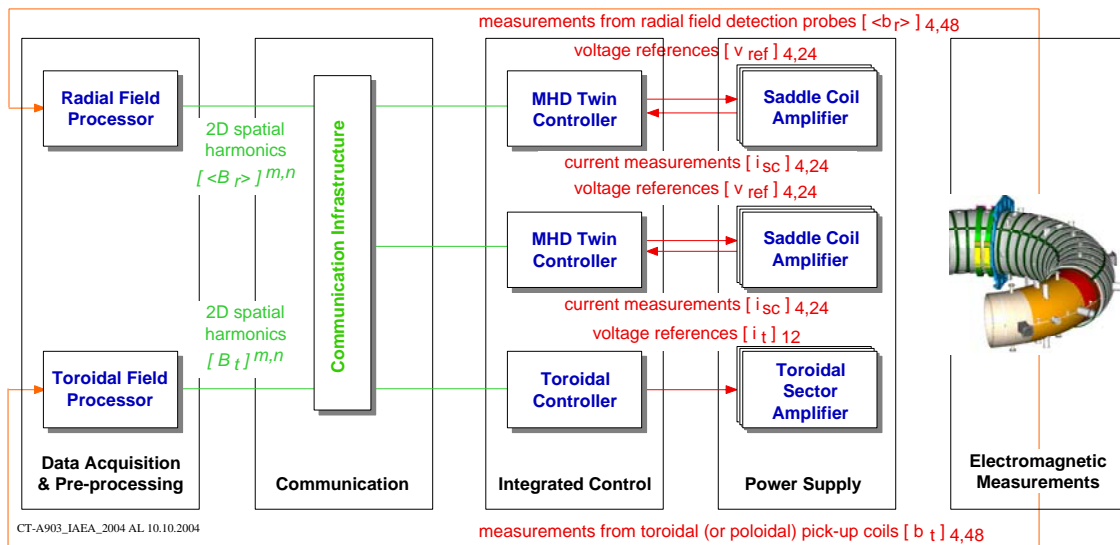 measurements from radial field detection probes [ <b r> ] 4,48
voltage references [ v ref ] 4,24
Radial Field
Processor
MHD Twin
Controller
Saddle Coil
Amplifier
2D spatial
harmonics
[ <B r> ] m,n
current measurements [ i sc ] 4,24
voltage references [ v ref ] 4,24
Communication Infrastructure
MHD Twin
Controller
Saddle Coil
Amplifier
current measurements [ i sc ] 4,24
2D spatial
harmonics
[ B t ] m,n
voltage references [ i t ] 12
Toroidal Field
Processor
Toroidal
Controller
Toroidal
Sector
Amplifier
Data Acquisition
& Pre-processing
Communication
Integrated Control
Power Supply
Electromagnetic
Measurements
CT-A903_IAEA_2004 AL 10.10.2004
measurements from toroidal (or poloidal) pick-up coils [ b t ] 4,48